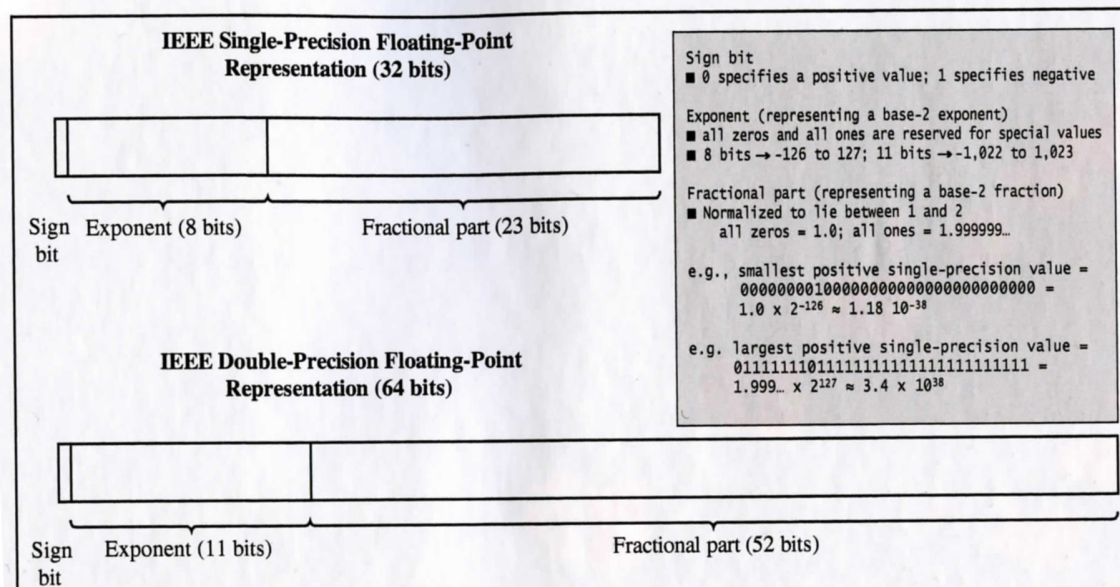 IEEE Single-Precision Floating-Point
Representation (32 bits)
Sign
bit
Exponent (8 bits)
Fractional part (23 bits)
Sign bit
■ 0 specifies a positive value; 1 specifies negative
Exponent (representing a base-2 exponent)
■ all zeros and all ones are reserved for special values
■ 8 bits → -126 to 127; 11 bits → -1,022 to 1,023
Fractional part (representing a base-2 fraction)
■ Normalized to lie between 1 and 2
all zeros = 1.0; all ones = 1.999999…
e.g., smallest positive single-precision value =
00000000100000000000000000000000 =
1.0 x 2⁻¹²⁶ ≈ 1.18 10⁻³⁸
e.g. largest positive single-precision value =
01111111011111111111111111111111 =
1.999… x 2¹²⁷ ≈ 3.4 x 10³⁸
IEEE Double-Precision Floating-Point
Representation (64 bits)
Sign
bit
Exponent (11 bits)
Fractional part (52 bits)